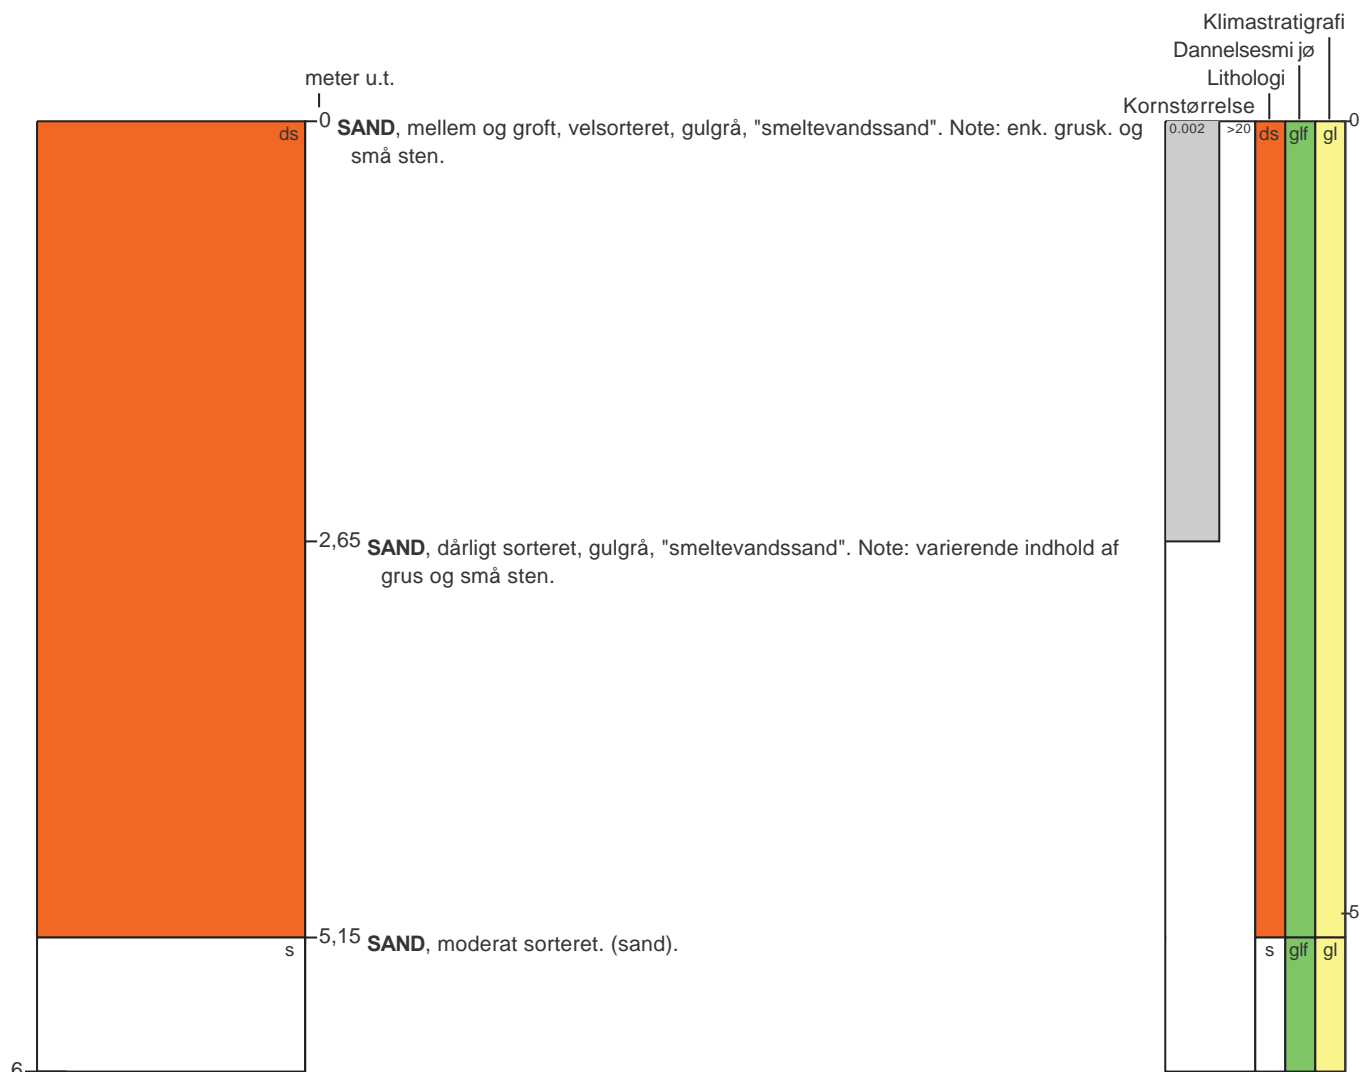 Klimastratigrafi
Dannelsesmi jø
Lithologi
Kornstørrelse
meter u.t.
0 SAND, mellem og groft, velsorteret, gulgrå, "smeltevandssand". Note: enk. grusk. og
små sten.
ds
0.002 >20 ds glf gl 0
2,65 SAND, dårligt sorteret, gulgrå, "smeltevandssand". Note: varierende indhold af
grus og små sten.
5
5,15 SAND, moderat sorteret. (sand).
s
s glf gl
6